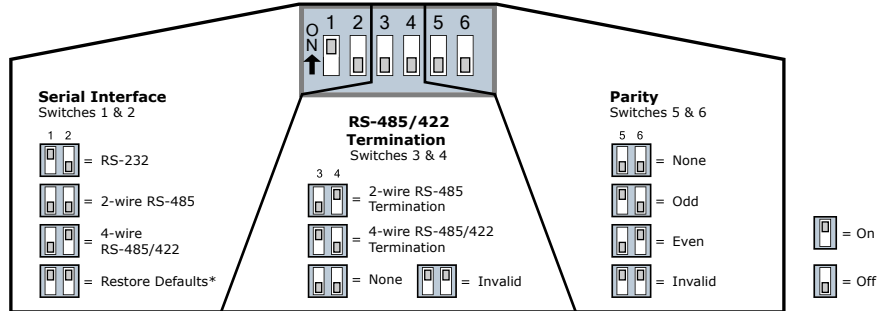 ON
1 2 3 4 5 6
Serial Interface
Switches 1 & 2
1 2
= RS-232
= 2-wire RS-485
= 4-wire
RS-485/422
= Restore Defaults*
RS-485/422
Termination
Switches 3 & 4
3 4
= 2-wire RS-485
Termination
= 4-wire RS-485/422
Termination
= None
= Invalid
Parity
Switches 5 & 6
5 6
= None
= Odd
= Even
= Invalid
= On
= Off